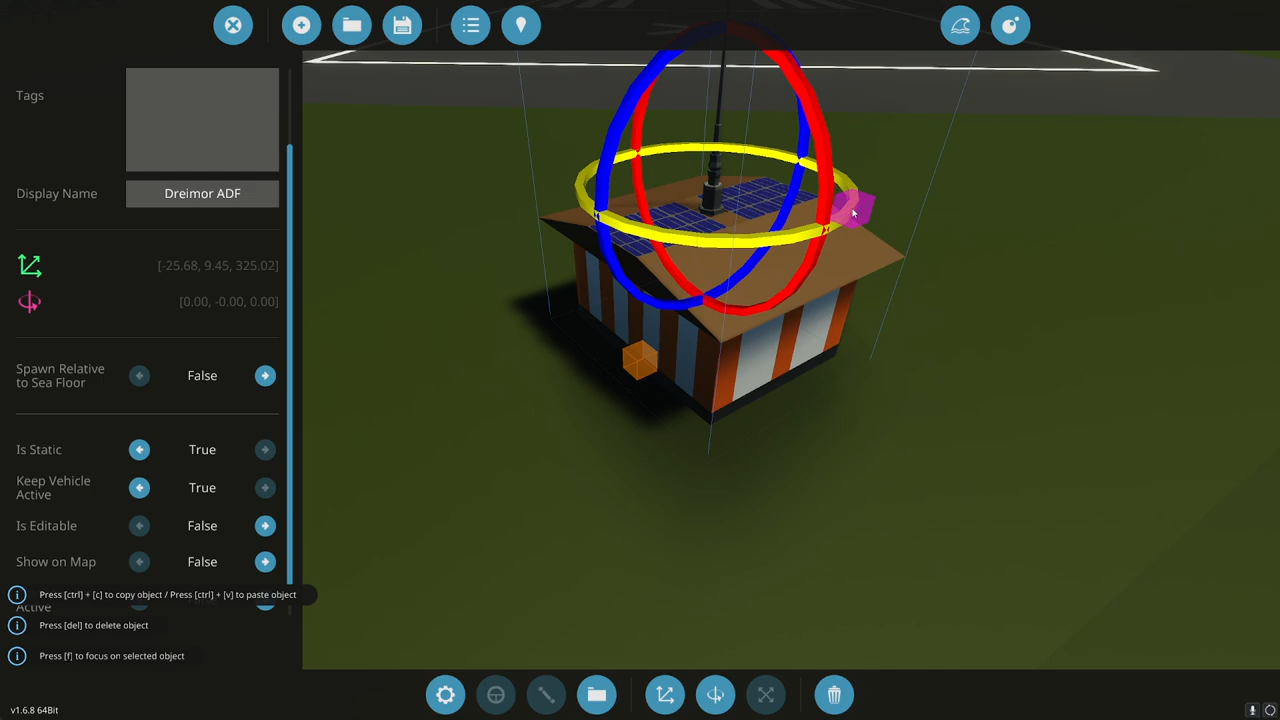 Tags
Display Name
Dreimor ADF
[-25.68, 9.45, 325.02]
[0.00, -0.00, 0.00]
Spawn Relative
to Sea Floor
False
Is Static
True
Keep Vehicle
Active
True
Is Editable
False
Show on Map
False
Press [ctrl] + [c] to copy object / Press [ctrl] + [v] to paste object
Active
Press [del] to delete object
Press [f] to focus on selected object
v1.6.8 64Bit